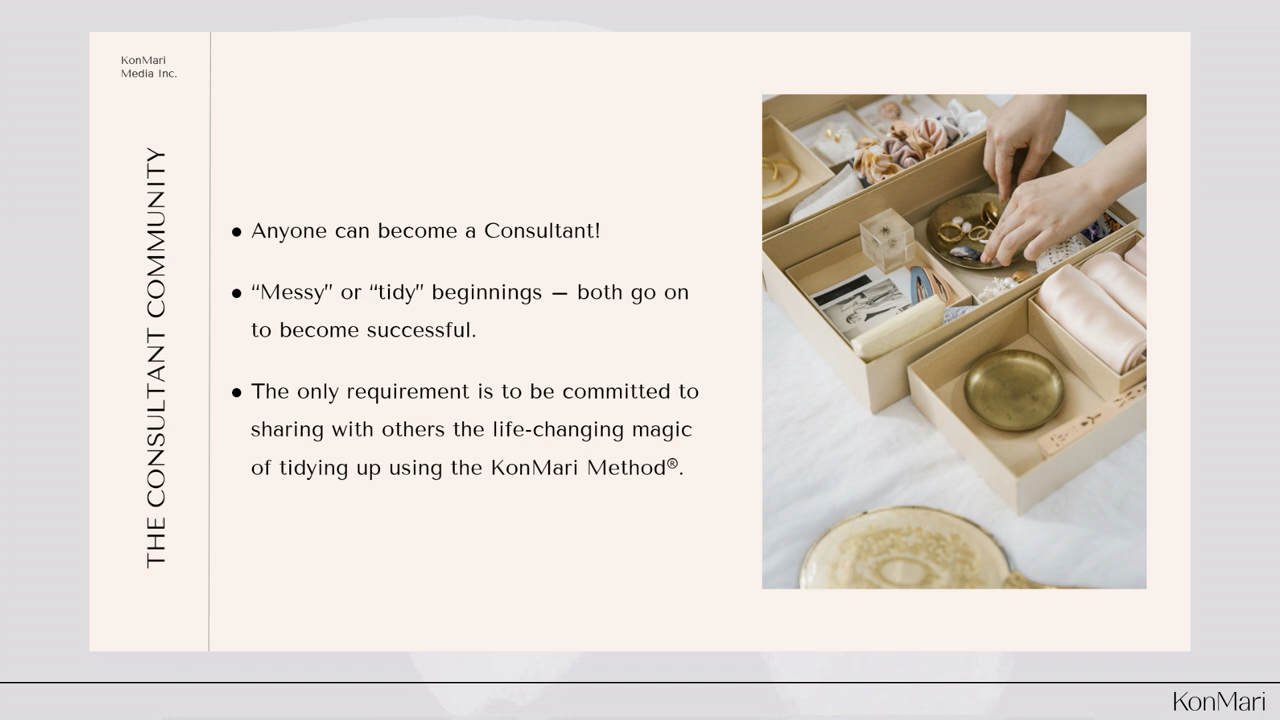 KonMari
Media Inc.
THE CONSULTANT COMMUNITY
● Anyone can become a Consultant!
● “Messy” or “tidy” beginnings – both go on
to become successful.
● The only requirement is to be committed to
sharing with others the life-changing magic
of tidying up using the KonMari Method®.
KonMari